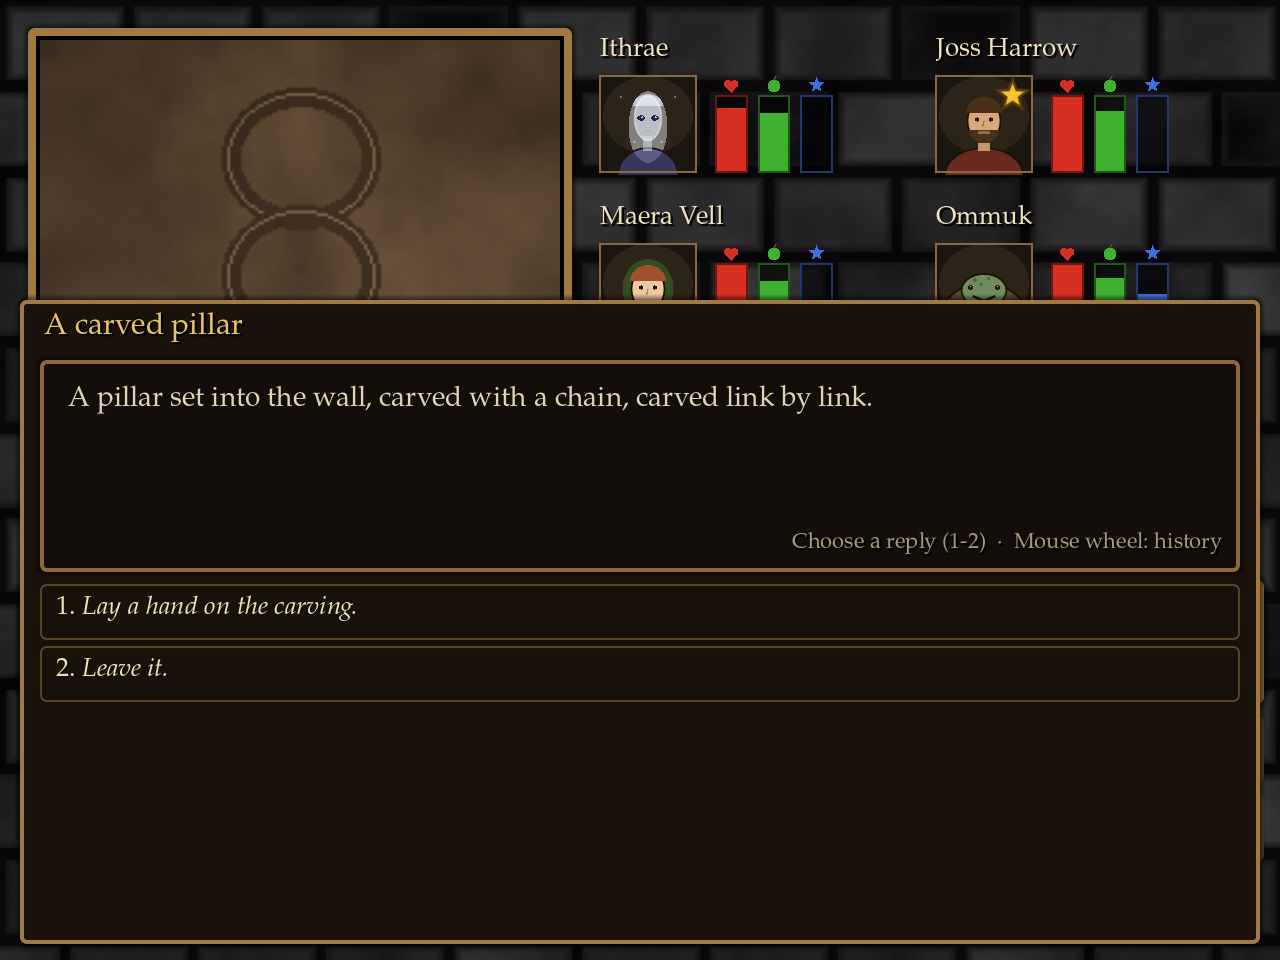 Ithrae
Joss Harrow
Maera Vell
Ommuk
A carved pillar
A pillar set into the wall, carved with a chain, carved link by link.
Choose a reply (1-2) · Mouse wheel: history
1. Lay a hand on the carving.
2. Leave it.